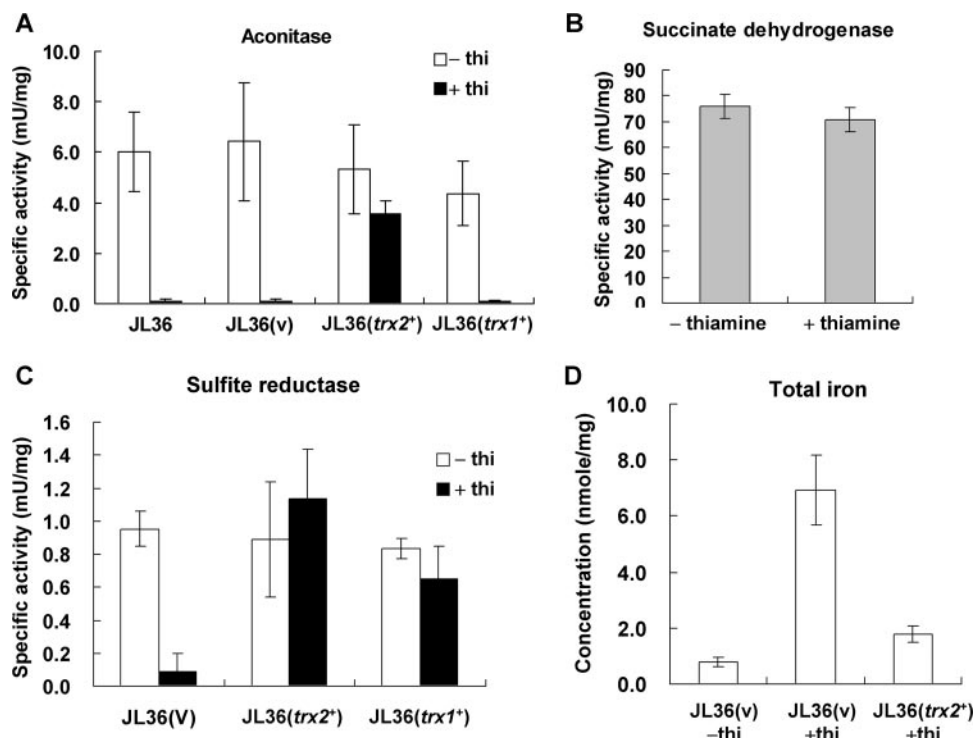 A
Aconitase
Specific activity (mU/mg)
10.0
8.0
6.0
4.0
2.0
0.0
– thi
+ thi
JL36
JL36(v)
JL36(trx2+)
JL36(trx1+)
B
Succinate dehydrogenase
Specific activity (mU/mg)
90
80
70
60
50
40
30
20
10
0
– thiamine
+ thiamine
C
Sulfite reductase
Specific activity (mU/mg)
1.6
1.4
1.2
1.0
0.8
0.6
0.4
0.2
0.0
– thi
+ thi
JL36(V)
JL36(trx2+)
JL36(trx1+)
D
Total iron
Concentration (nmole/mg)
10.0
8.0
6.0
4.0
2.0
0.0
JL36(v)
–thi
JL36(v)
+thi
JL36(trx2+)
+thi